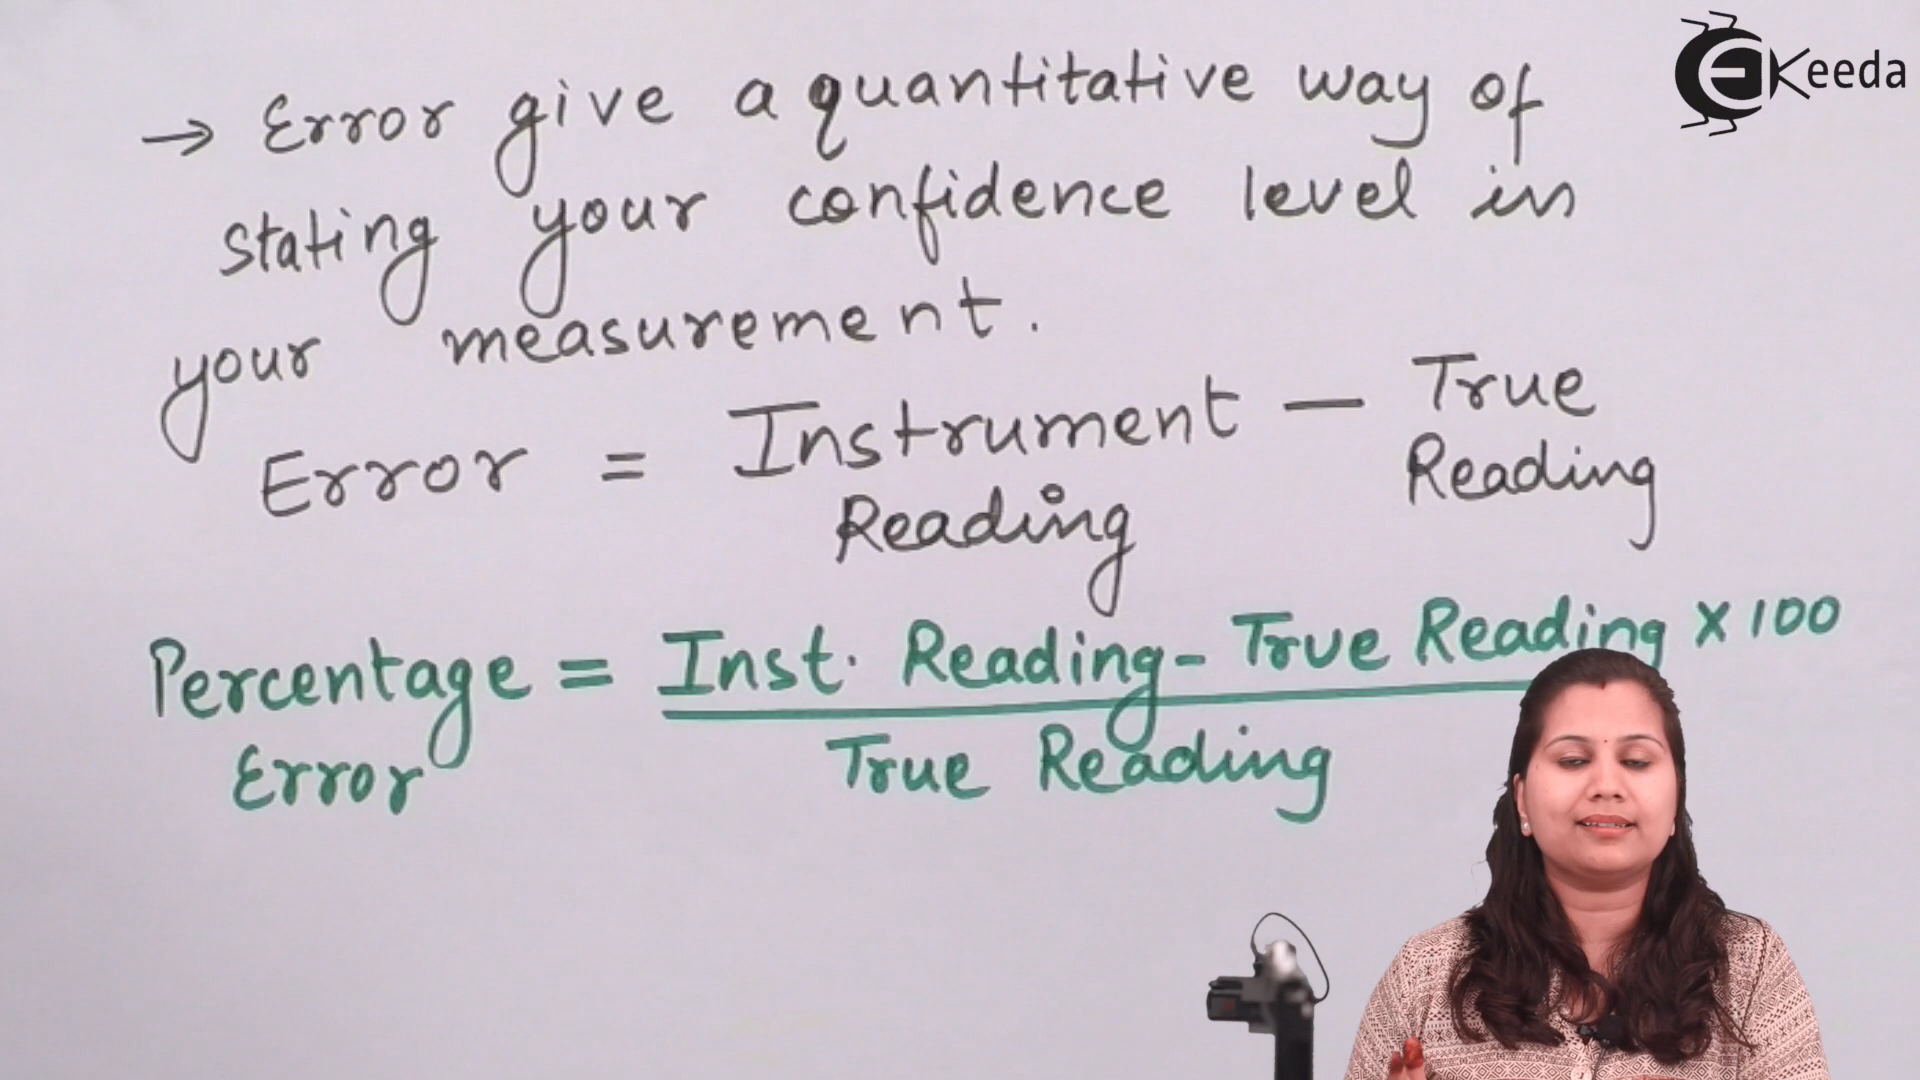 EKeeda
→ Error give a quantitative way of
stating your confidence level in
your measurement.
Error = Instrument Reading — True Reading
Percentage Error = Inst. Reading - True Reading × 100
True Reading